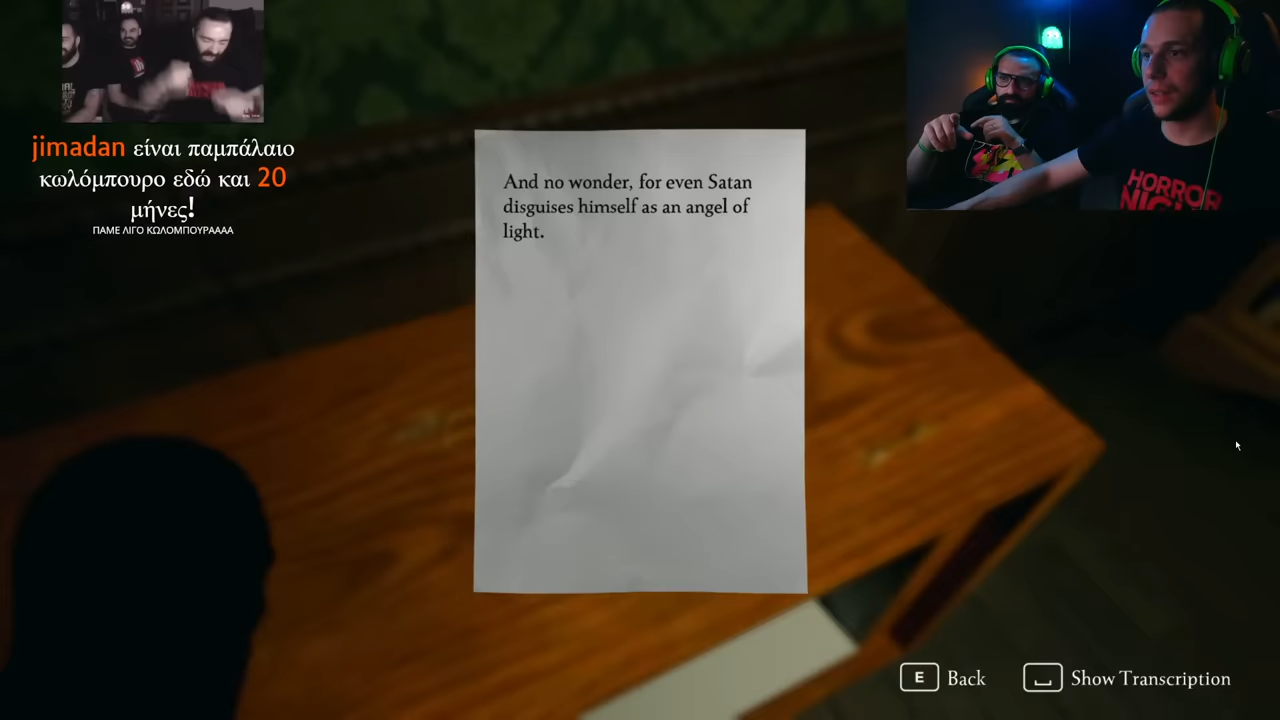 jimadan είναι παμπάλαιο
κωλόμπουρο εδώ και 20
μήνες!
ΠΑΜΕ ΛΙΓΟ ΚΩΛΟΜΠΟΥΡΑΑΑΑ
And no wonder, for even Satan
disguises himself as an angel of
light.
HORROR
E Back
Show Transcription